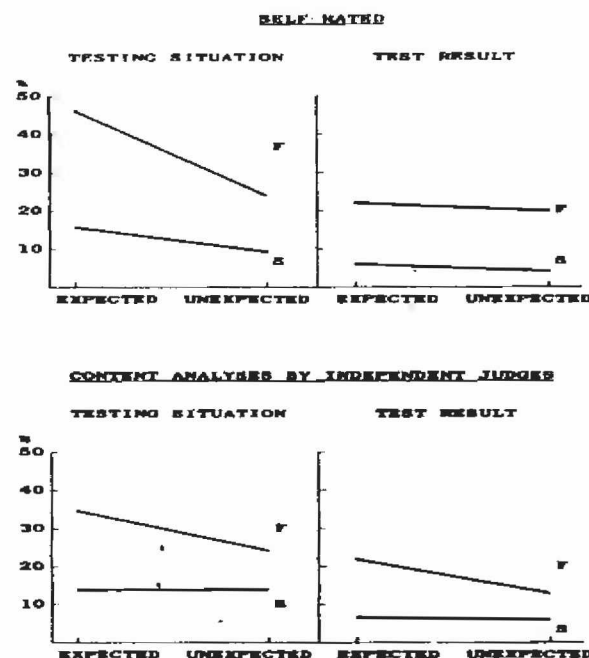 SELF-RATED
TESTING SITUATION TEST RESULT
%
50
40
30
20
10
F
S
F
S
EXPECTED UNEXPECTED EXPECTED UNEXPECTED
CONTENT ANALYSES BY INDEPENDENT JUDGES
TESTING SITUATION TEST RESULT
%
50
40
30
20
10
F
S
F
S
EXPECTED UNEXPECTED EXPECTED UNEXPECTED